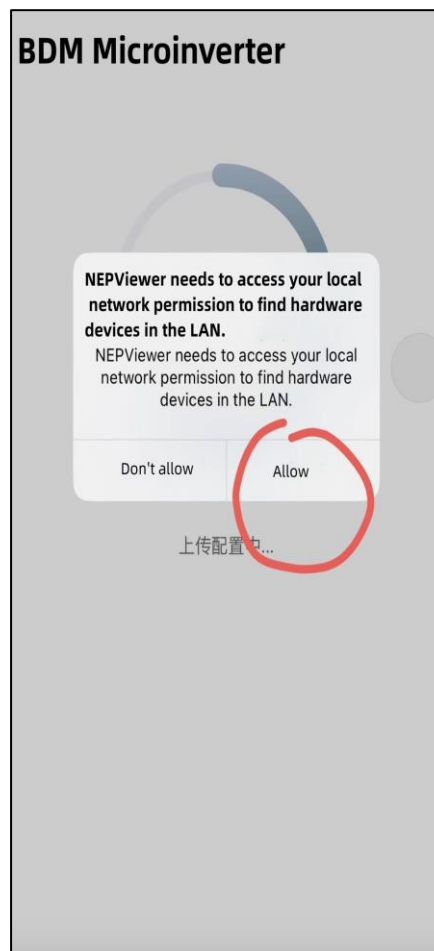 BDM Microinverter
NEPViewer needs to access your local
network permission to find hardware
devices in the LAN.
NEPViewer needs to access your local
network permission to find hardware
devices in the LAN.
Don't allow
Allow
上传配置中...